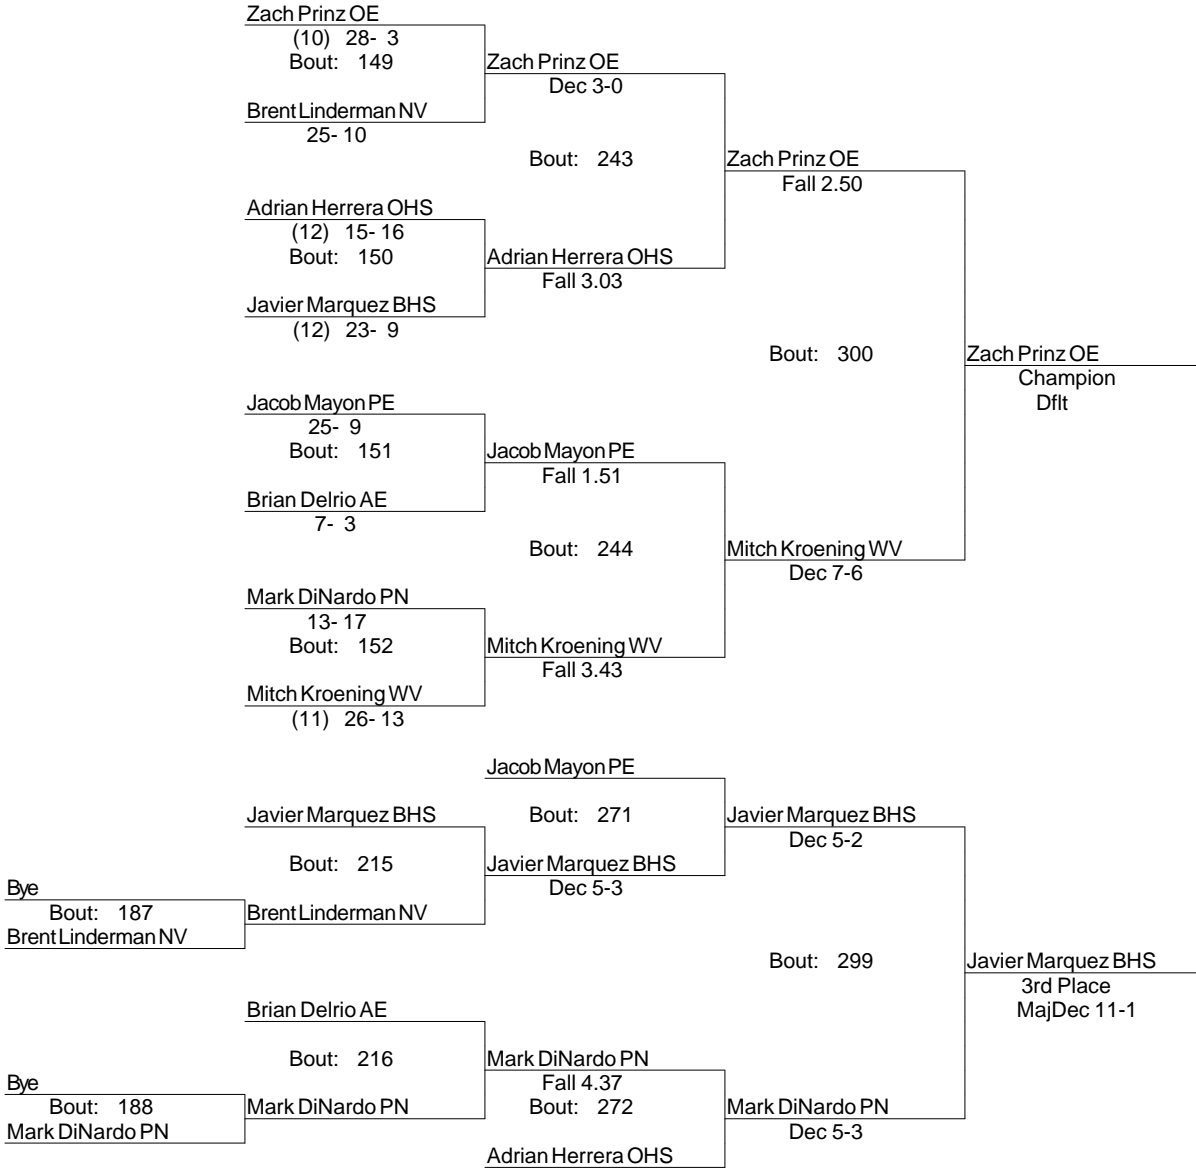 Zach Prinz OE
(10) 28- 3
Bout: 149
Zach Prinz OE
Dec 3-0
Brent Linderman NV
25- 10
Bout: 243
Zach Prinz OE
Fall 2.50
Adrian Herrera OHS
(12) 15- 16
Bout: 150
Adrian Herrera OHS
Fall 3.03
Javier Marquez BHS
(12) 23- 9
Bout: 300
Zach Prinz OE
Champion
Dflt
Jacob Mayon PE
25- 9
Bout: 151
Jacob Mayon PE
Fall 1.51
Brian Delrio AE
7- 3
Bout: 244
Mitch Kroening WV
Dec 7-6
Mark DiNardo PN
13- 17
Bout: 152
Mitch Kroening WV
Fall 3.43
Mitch Kroening WV
(11) 26- 13
Jacob Mayon PE
Javier Marquez BHS
Bout: 271
Javier Marquez BHS
Dec 5-2
Bout: 215
Javier Marquez BHS
Dec 5-3
Bye
Bout: 187
Brent Linderman NV
Brent Linderman NV
Bout: 299
Javier Marquez BHS
3rd Place
MajDec 11-1
Brian Delrio AE
Bout: 216
Mark DiNardo PN
Fall 4.37
Bye
Bout: 188
Mark DiNardo PN
Bout: 272
Mark DiNardo PN
Dec 5-3
Mark DiNardo PN
Adrian Herrera OHS